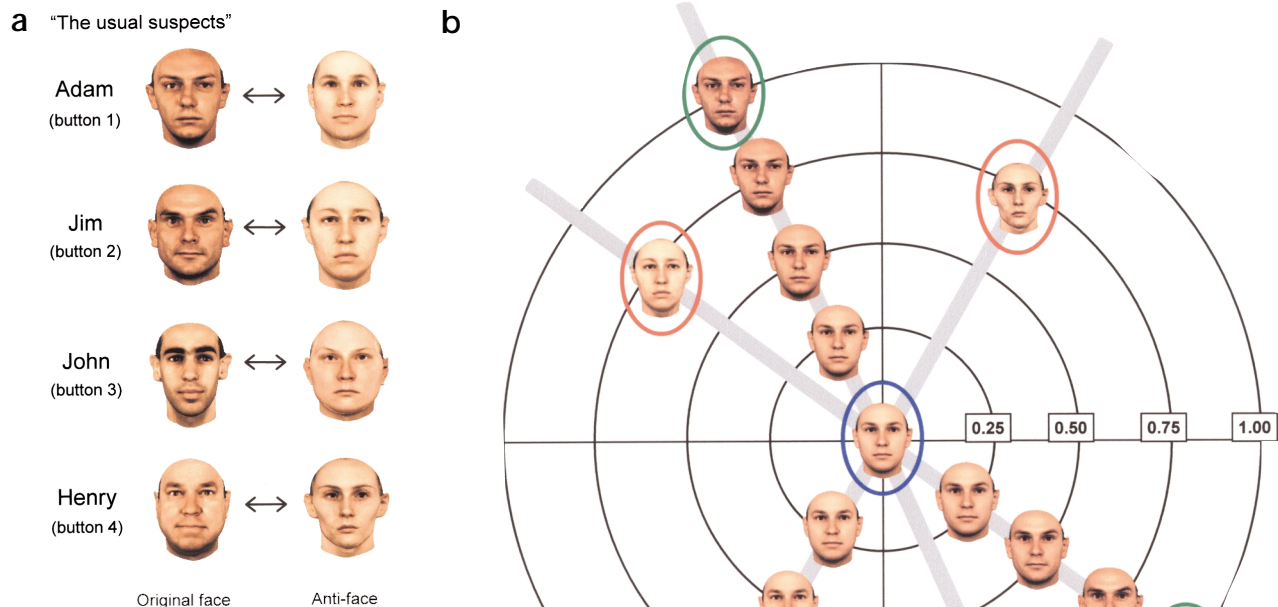 a
“The usual suspects”
Adam
(button 1)
Jim
(button 2)
John
(button 3)
Henry
(button 4)
Original face
Anti-face
b
0.25
0.50
0.75
1.00